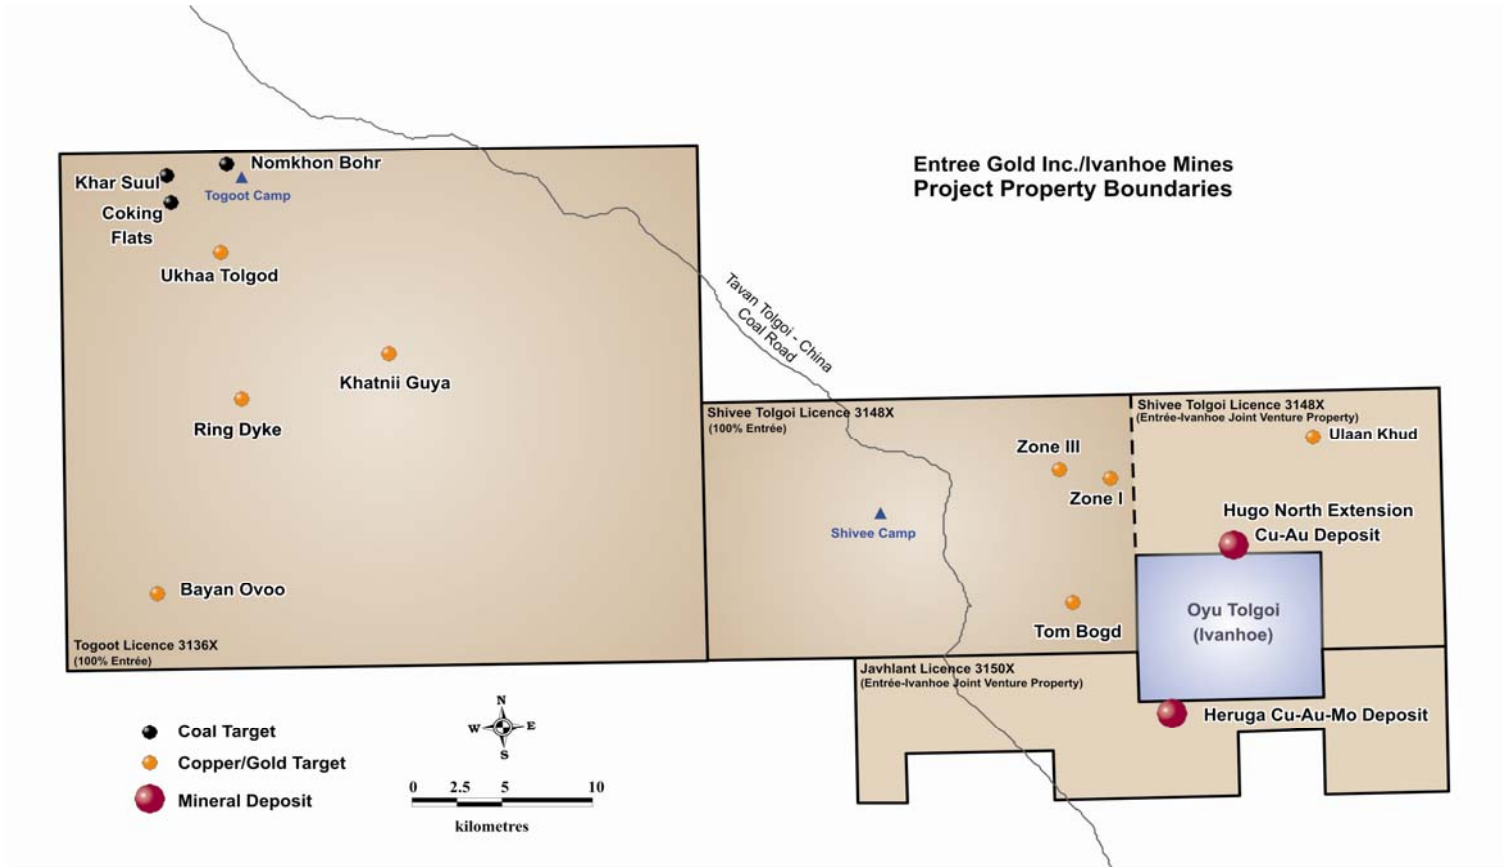 Entree Gold Inc./Ivanhoe Mines
Project Property Boundaries
Nomkhon Bohr
Khar Suul
Togoot Camp
Coking
Flats
Ukhaa Tolgod
Khatnii Guya
Ring Dyke
Bayan Ovoo
Togoot Licence 3136X
(100% Entrée)
Tavan Tolgoi - China
Coal Road
Shivee Tolgoi Licence 3148X
(100% Entrée)
Zone III
Zone I
Shivee Camp
Tom Bogd
Shivee Tolgoi Licence 3148X
(Entrée-Ivanhoe Joint Venture Property)
Ulaan Khud
Hugo North Extension
Cu-Au Deposit
Oyu Tolgoi
(Ivanhoe)
Javhlant Licence 3150X
(Entrée-Ivanhoe Joint Venture Property)
Heruga Cu-Au-Mo Deposit
Coal Target
Copper/Gold Target
Mineral Deposit
N
W E
S
0 2.5 5 10
kilometres